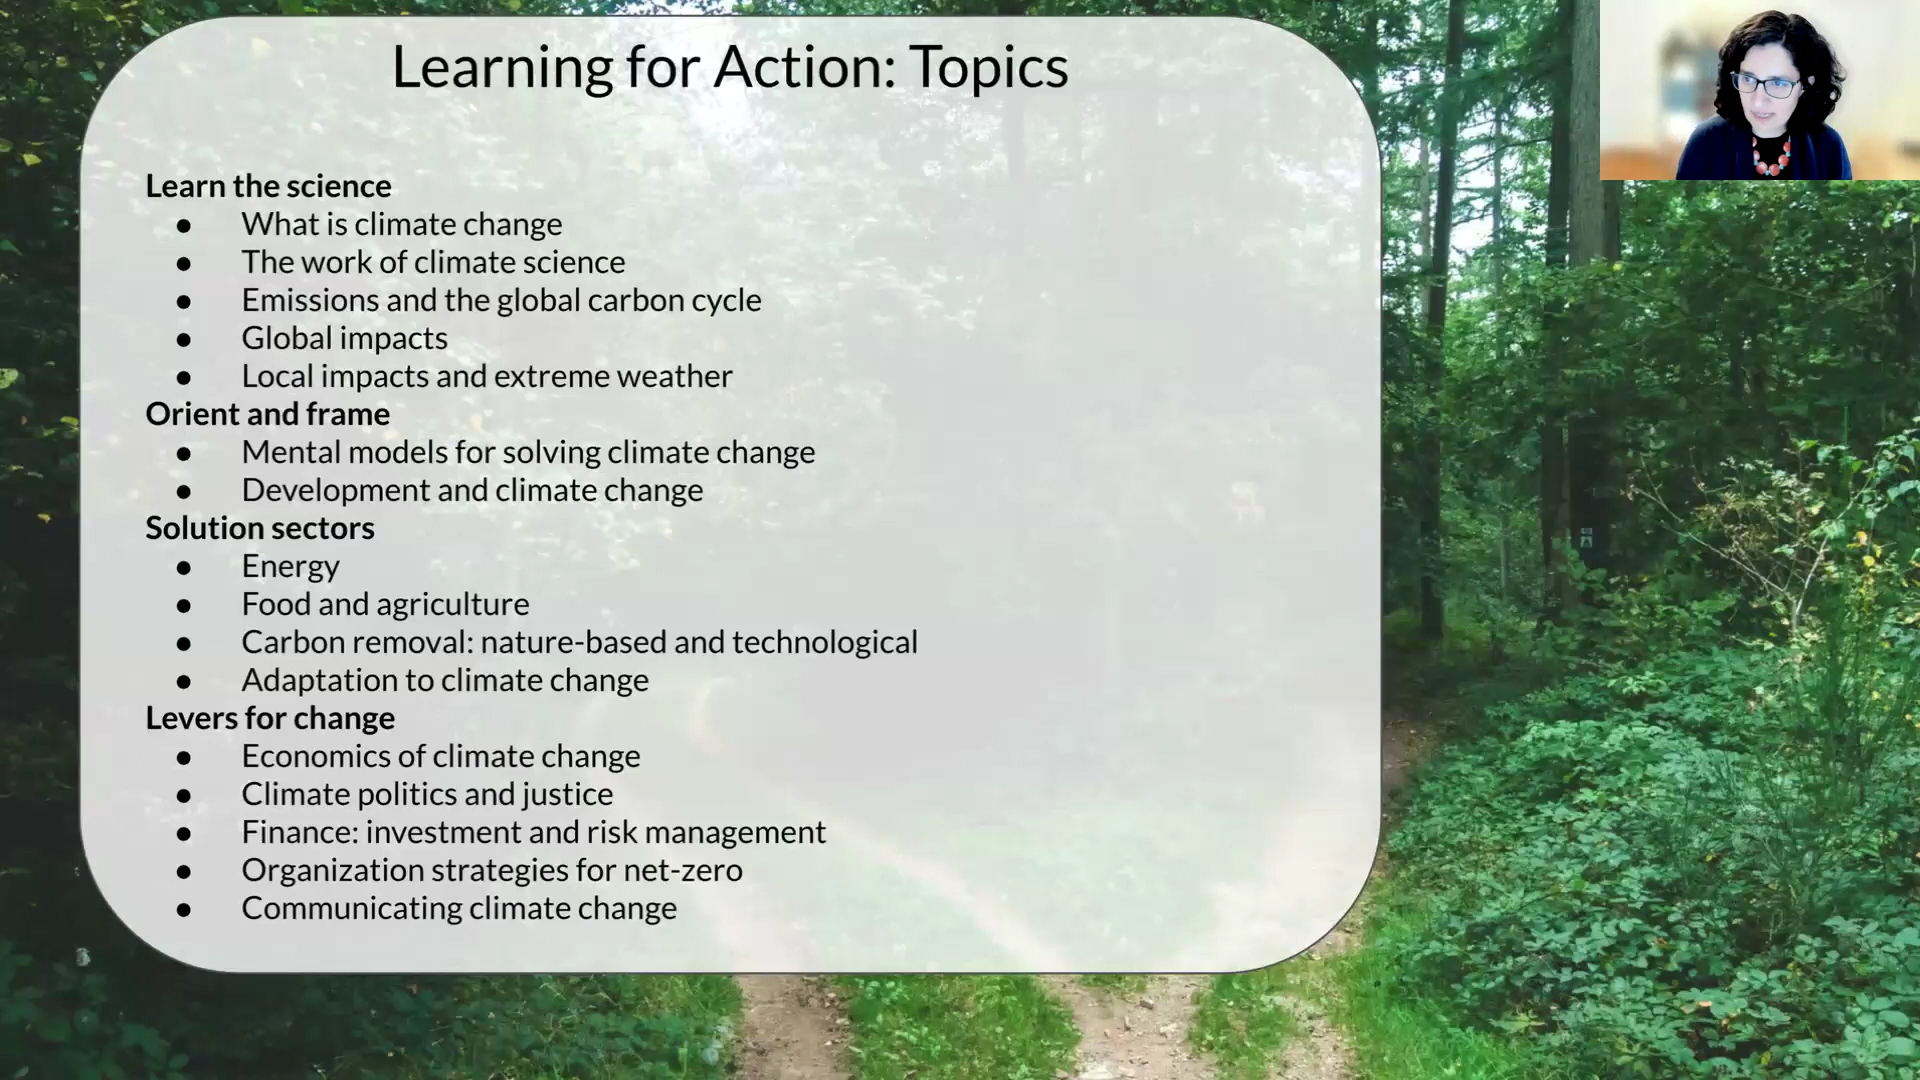 Learning for Action: Topics
Learn the science
● What is climate change
● The work of climate science
● Emissions and the global carbon cycle
● Global impacts
● Local impacts and extreme weather
Orient and frame
● Mental models for solving climate change
● Development and climate change
Solution sectors
● Energy
● Food and agriculture
● Carbon removal: nature-based and technological
● Adaptation to climate change
Levers for change
● Economics of climate change
● Climate politics and justice
● Finance: investment and risk management
● Organization strategies for net-zero
● Communicating climate change